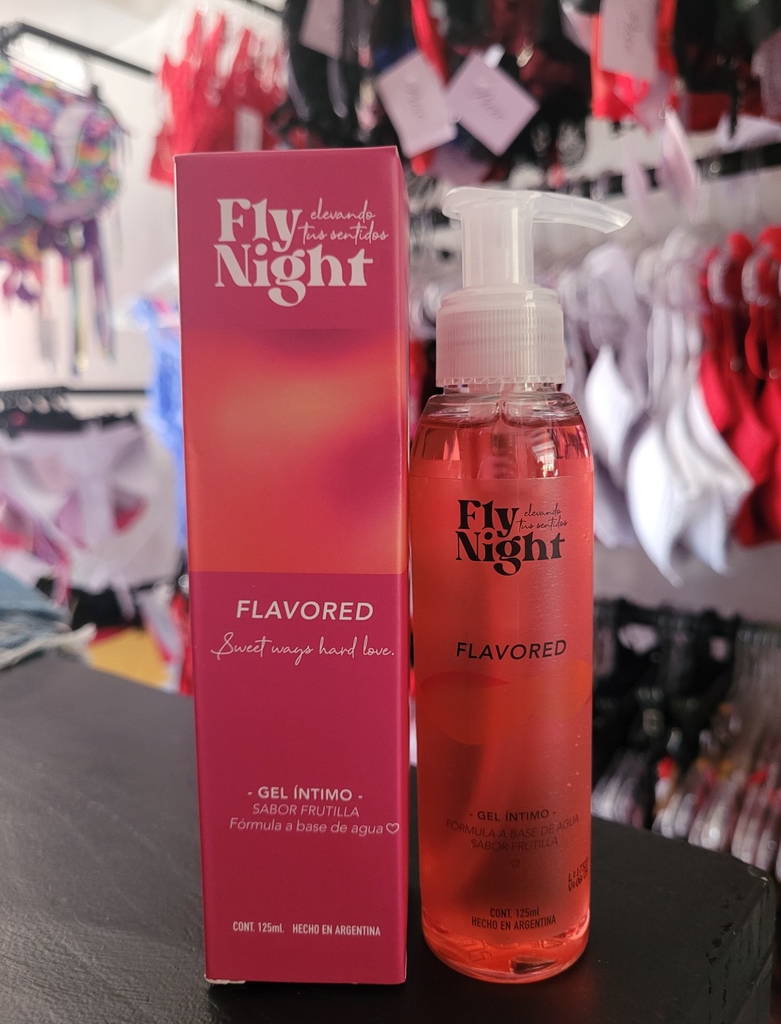 Fly elevando
tus sentidos
Night
FLAVORED
Sweet ways hard love.
- GEL ÍNTIMO -
SABOR FRUTILLA
Fórmula a base de agua
CONT. 125ml. HECHO EN ARGENTINA
Fly elevando
tus sentidos
Night
FLAVORED
- GEL ÍNTIMO -
FÓRMULA A BASE DE AGUA
SABOR FRUTILLA
CONT. 125ml
HECHO EN ARGENTINA